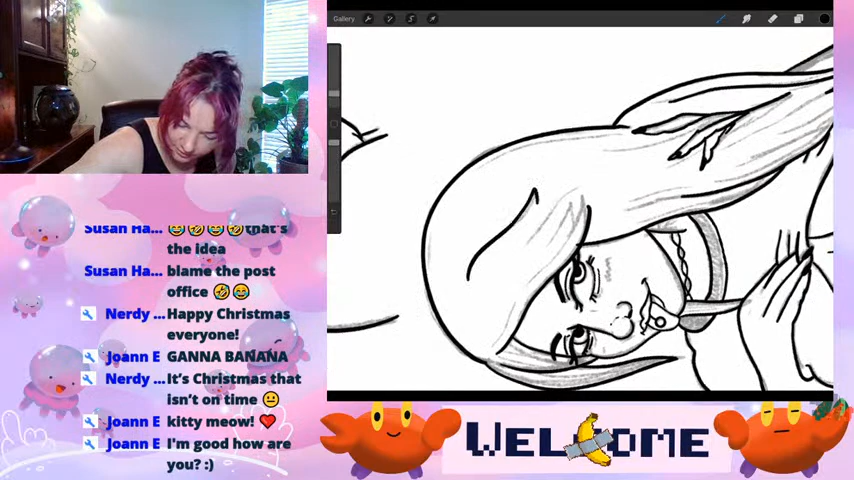 Gallery
Susan Ha... 😂🤣🤣🤣that's
the idea
Susan Ha... blame the post
office 🤣😂
Nerdy ... Happy Christmas
everyone!
Joann E GANNA BANANA
Nerdy ... It's Christmas that
isn't on time 😐
Joann E kitty meow! ❤️
Joann E I'm good how are
you? :)
WELCOME